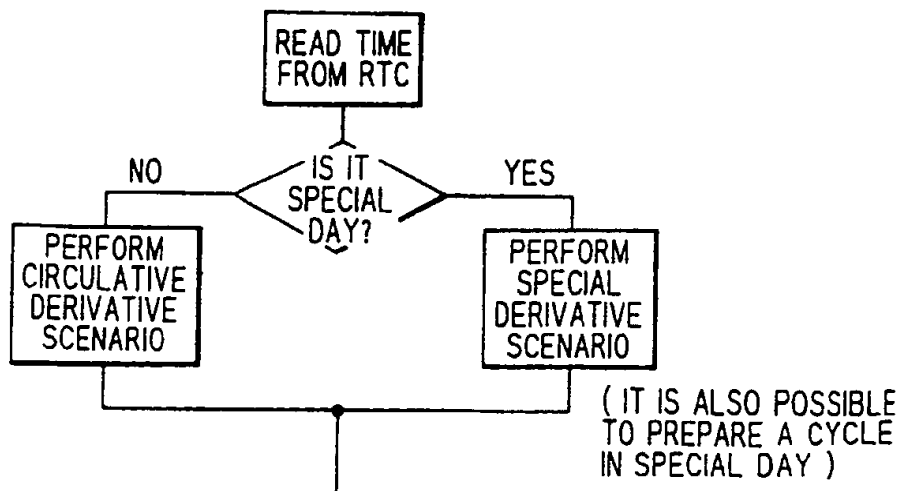 READ TIME
FROM RTC
NO
IS IT
SPECIAL
DAY?
YES
PERFORM
CIRCULATIVE
DERIVATIVE
SCENARIO
PERFORM
SPECIAL
DERIVATIVE
SCENARIO
( IT IS ALSO POSSIBLE
TO PREPARE A CYCLE
IN SPECIAL DAY )